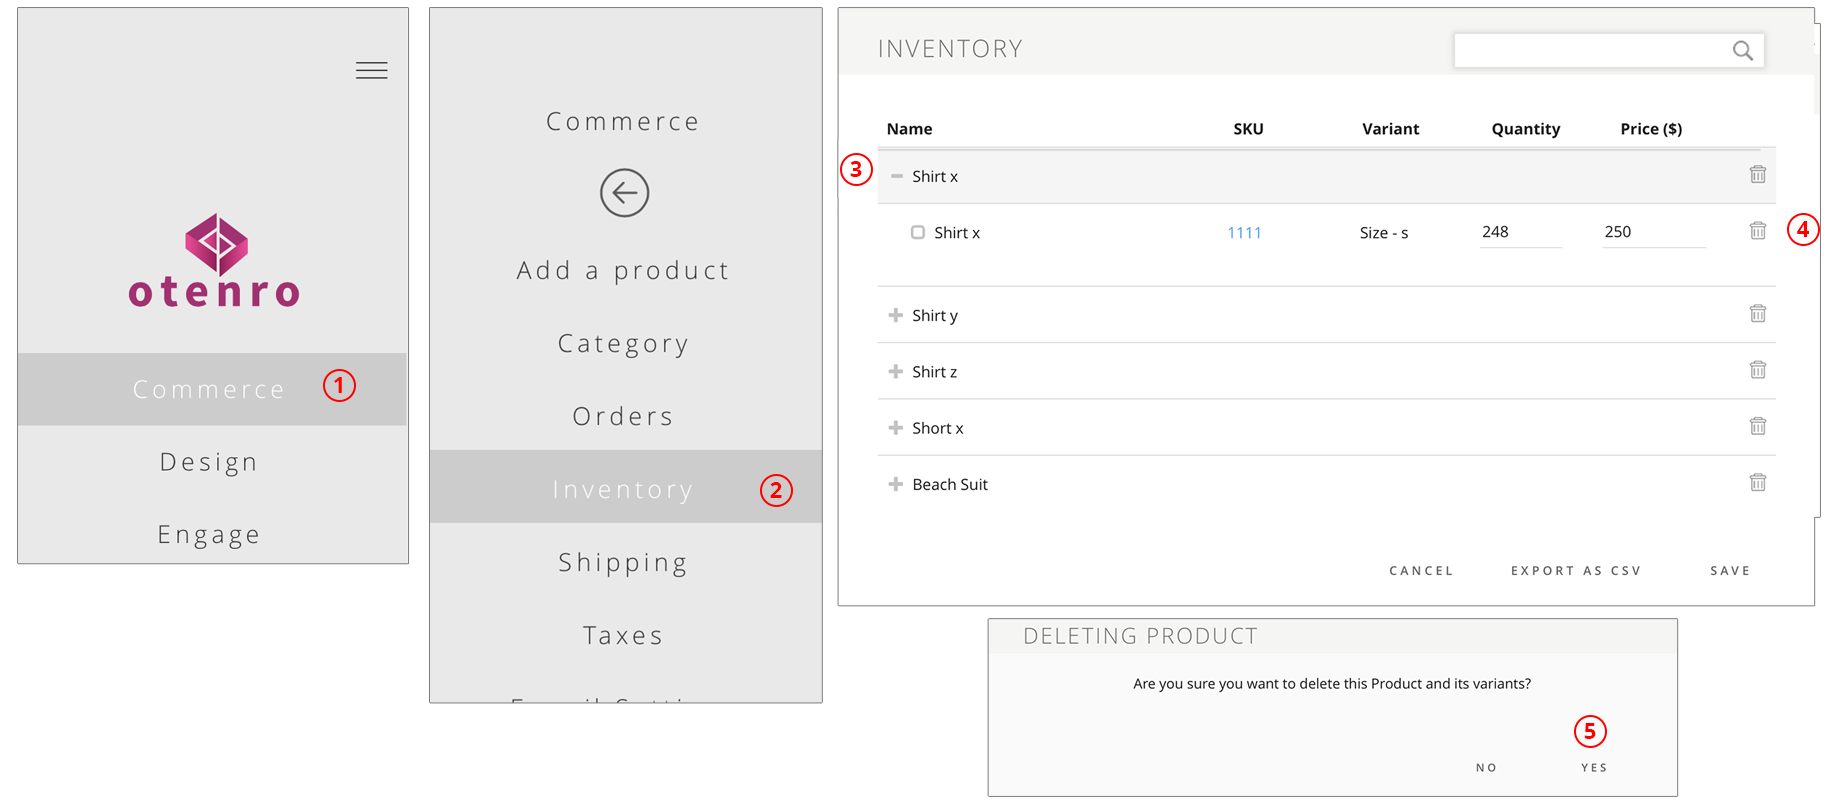 otenro
Commerce 1
Design
Engage
Commerce
Add a product
Category
Orders
Inventory 2
Shipping
Taxes
INVENTORY
Name SKU Variant Quantity Price ($)
3 Shirt x
Shirt x 1111 Size - s 248 250 4
Shirt y
Shirt z
Short x
Beach Suit
CANCEL EXPORT AS CSV SAVE
DELETING PRODUCT
Are you sure you want to delete this Product and its variants?
5
NO YES